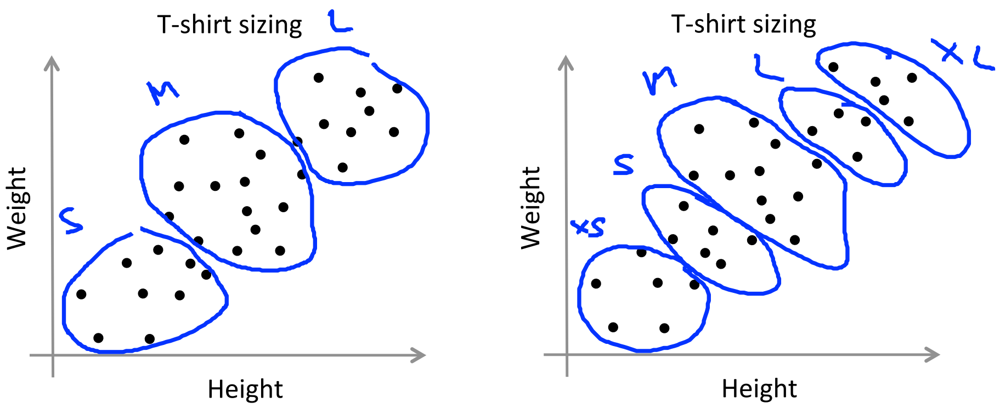 T-shirt sizing L
M
S
Weight
Height
T-shirt sizing
XL
L
M
S
XS
Weight
Height